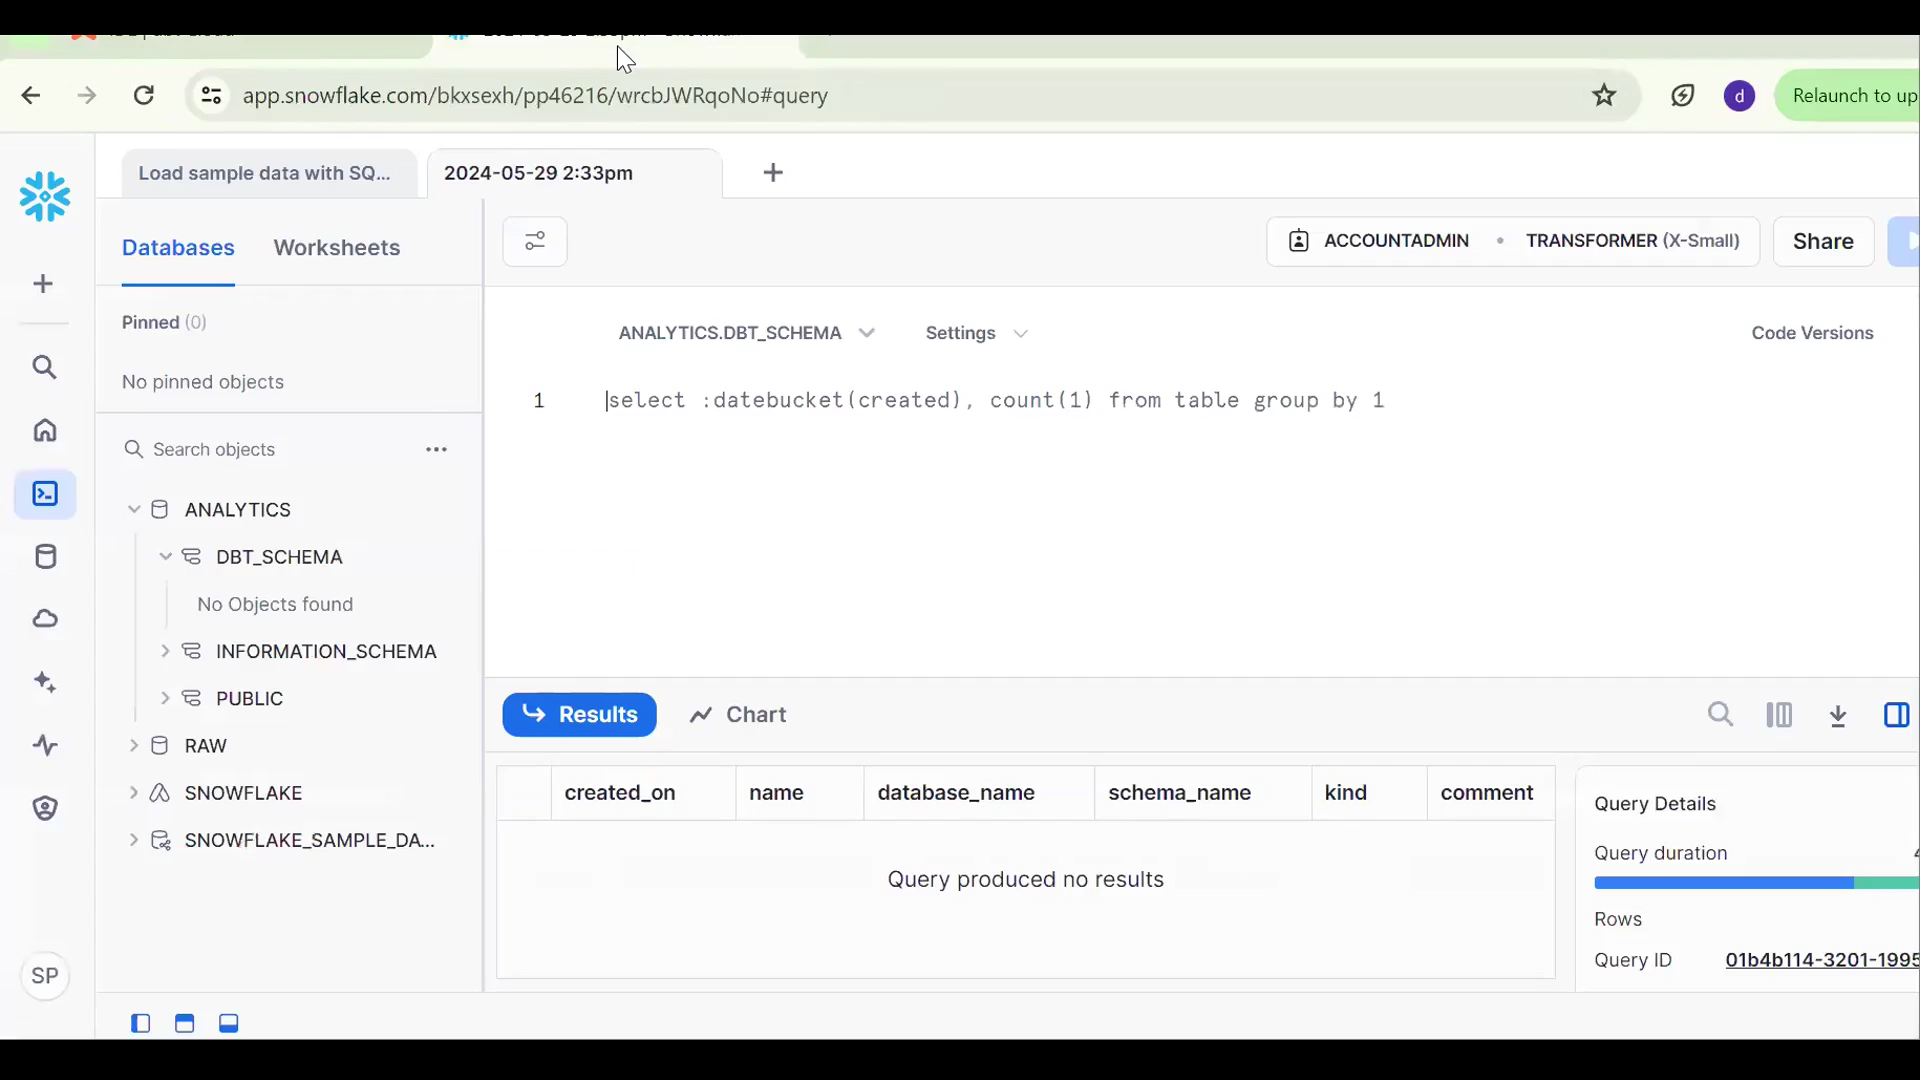 app.snowflake.com/bkxsexh/pp46216/wrcbJWRqoNo#query
d
Relaunch to up
Load sample data with SQ...
2024-05-29 2:33pm
Databases
Worksheets
ACCOUNTADMIN • TRANSFORMER (X-Small)
Share
Pinned (0)
No pinned objects
ANALYTICS.DBT_SCHEMA
Settings
Code Versions
1 select :datebucket(created), count(1) from table group by 1
Search objects
ANALYTICS
DBT_SCHEMA
No Objects found
INFORMATION_SCHEMA
PUBLIC
RAW
SNOWFLAKE
SNOWFLAKE_SAMPLE_DA...
Results
Chart
created_on name database_name schema_name kind comment
Query produced no results
Query Details
Query duration
Rows
Query ID 01b4b114-3201-1995
SP